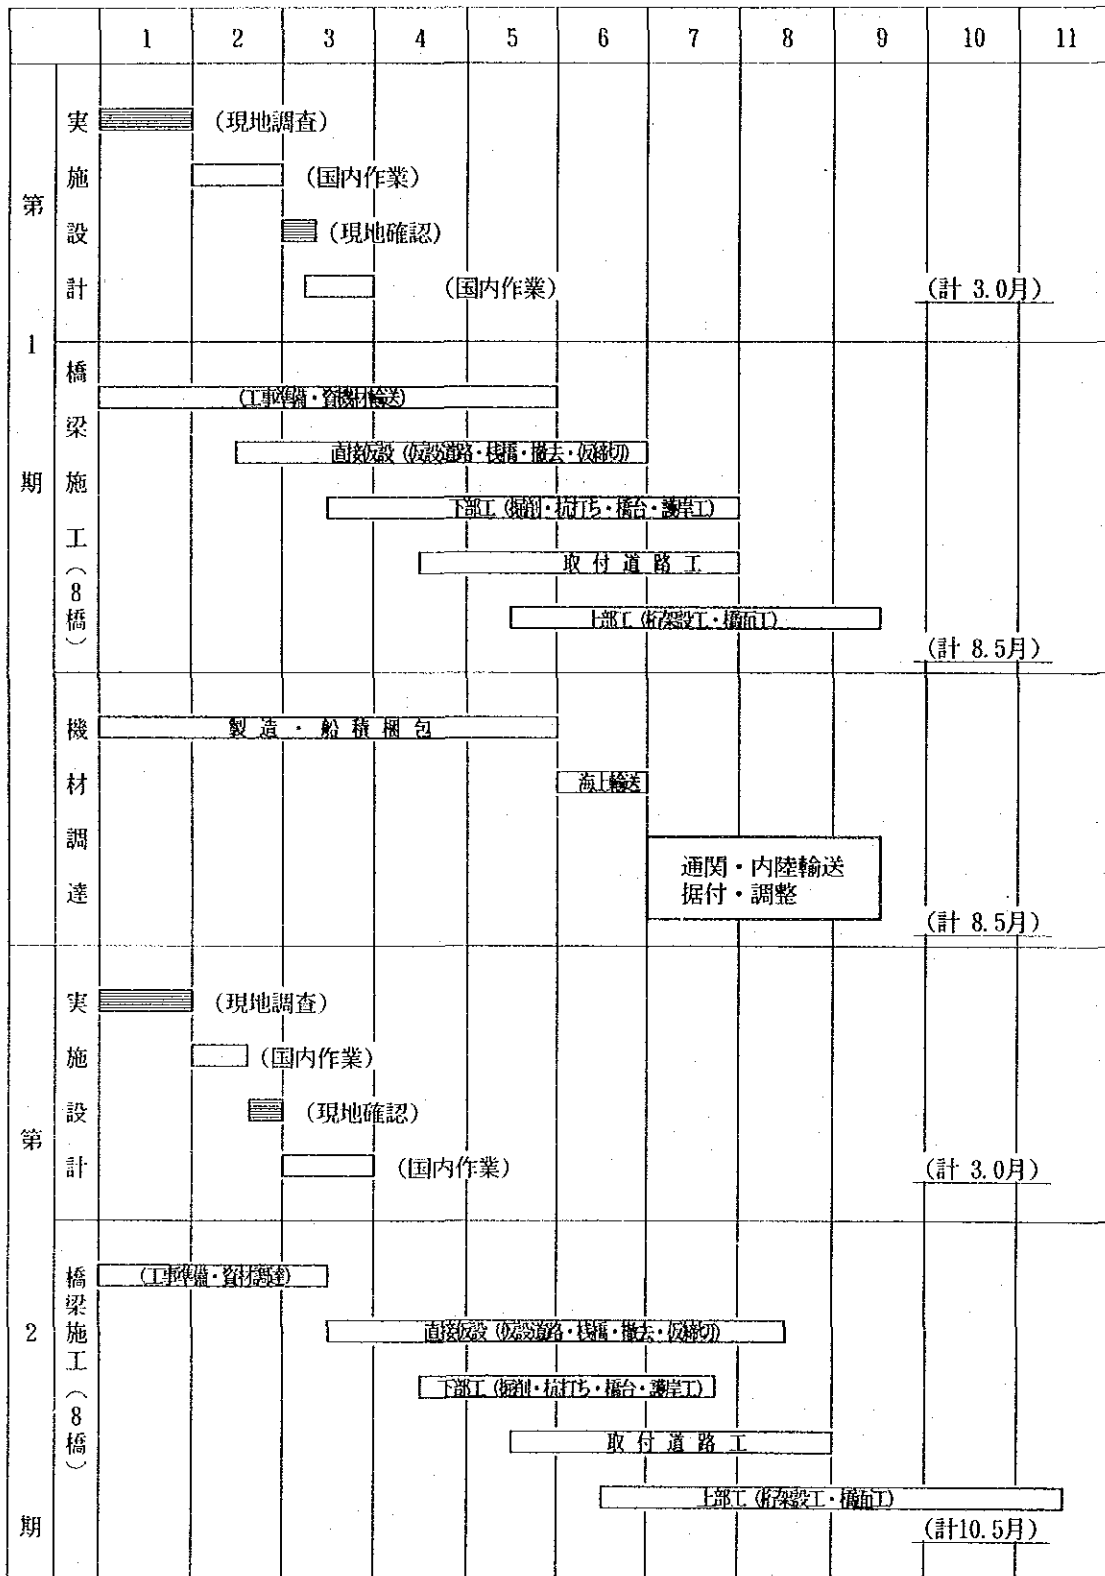 1 2 3 4 5 6 7 8 9 10 11
第1期
実施設計
(現地調査)
(国内作業)
(現地確認)
(国内作業)
(計 3.0月)
橋梁施工(8橋)
(工事準備・資機材輸送)
直接仮設 (仮設道路・桟橋・撤去・仮締切)
下部工 (掘削・杭打ち・橋台・護岸工)
取付道路工
上部工 (桁架設工・橋面工)
(計 8.5月)
機材調達
製造・船積梱包
海上輸送
通関・内陸輸送
据付・調整
(計 8.5月)
第2期
実施設計
(現地調査)
(国内作業)
(現地確認)
(国内作業)
(計 3.0月)
橋梁施工(8橋)
(工事準備・資材調達)
直接仮設 (仮設道路・桟橋・撤去・仮締切)
下部工 (掘削・杭打ち・橋台・護岸工)
取付道路工
上部工 (桁架設工・橋面工)
(計10.5月)